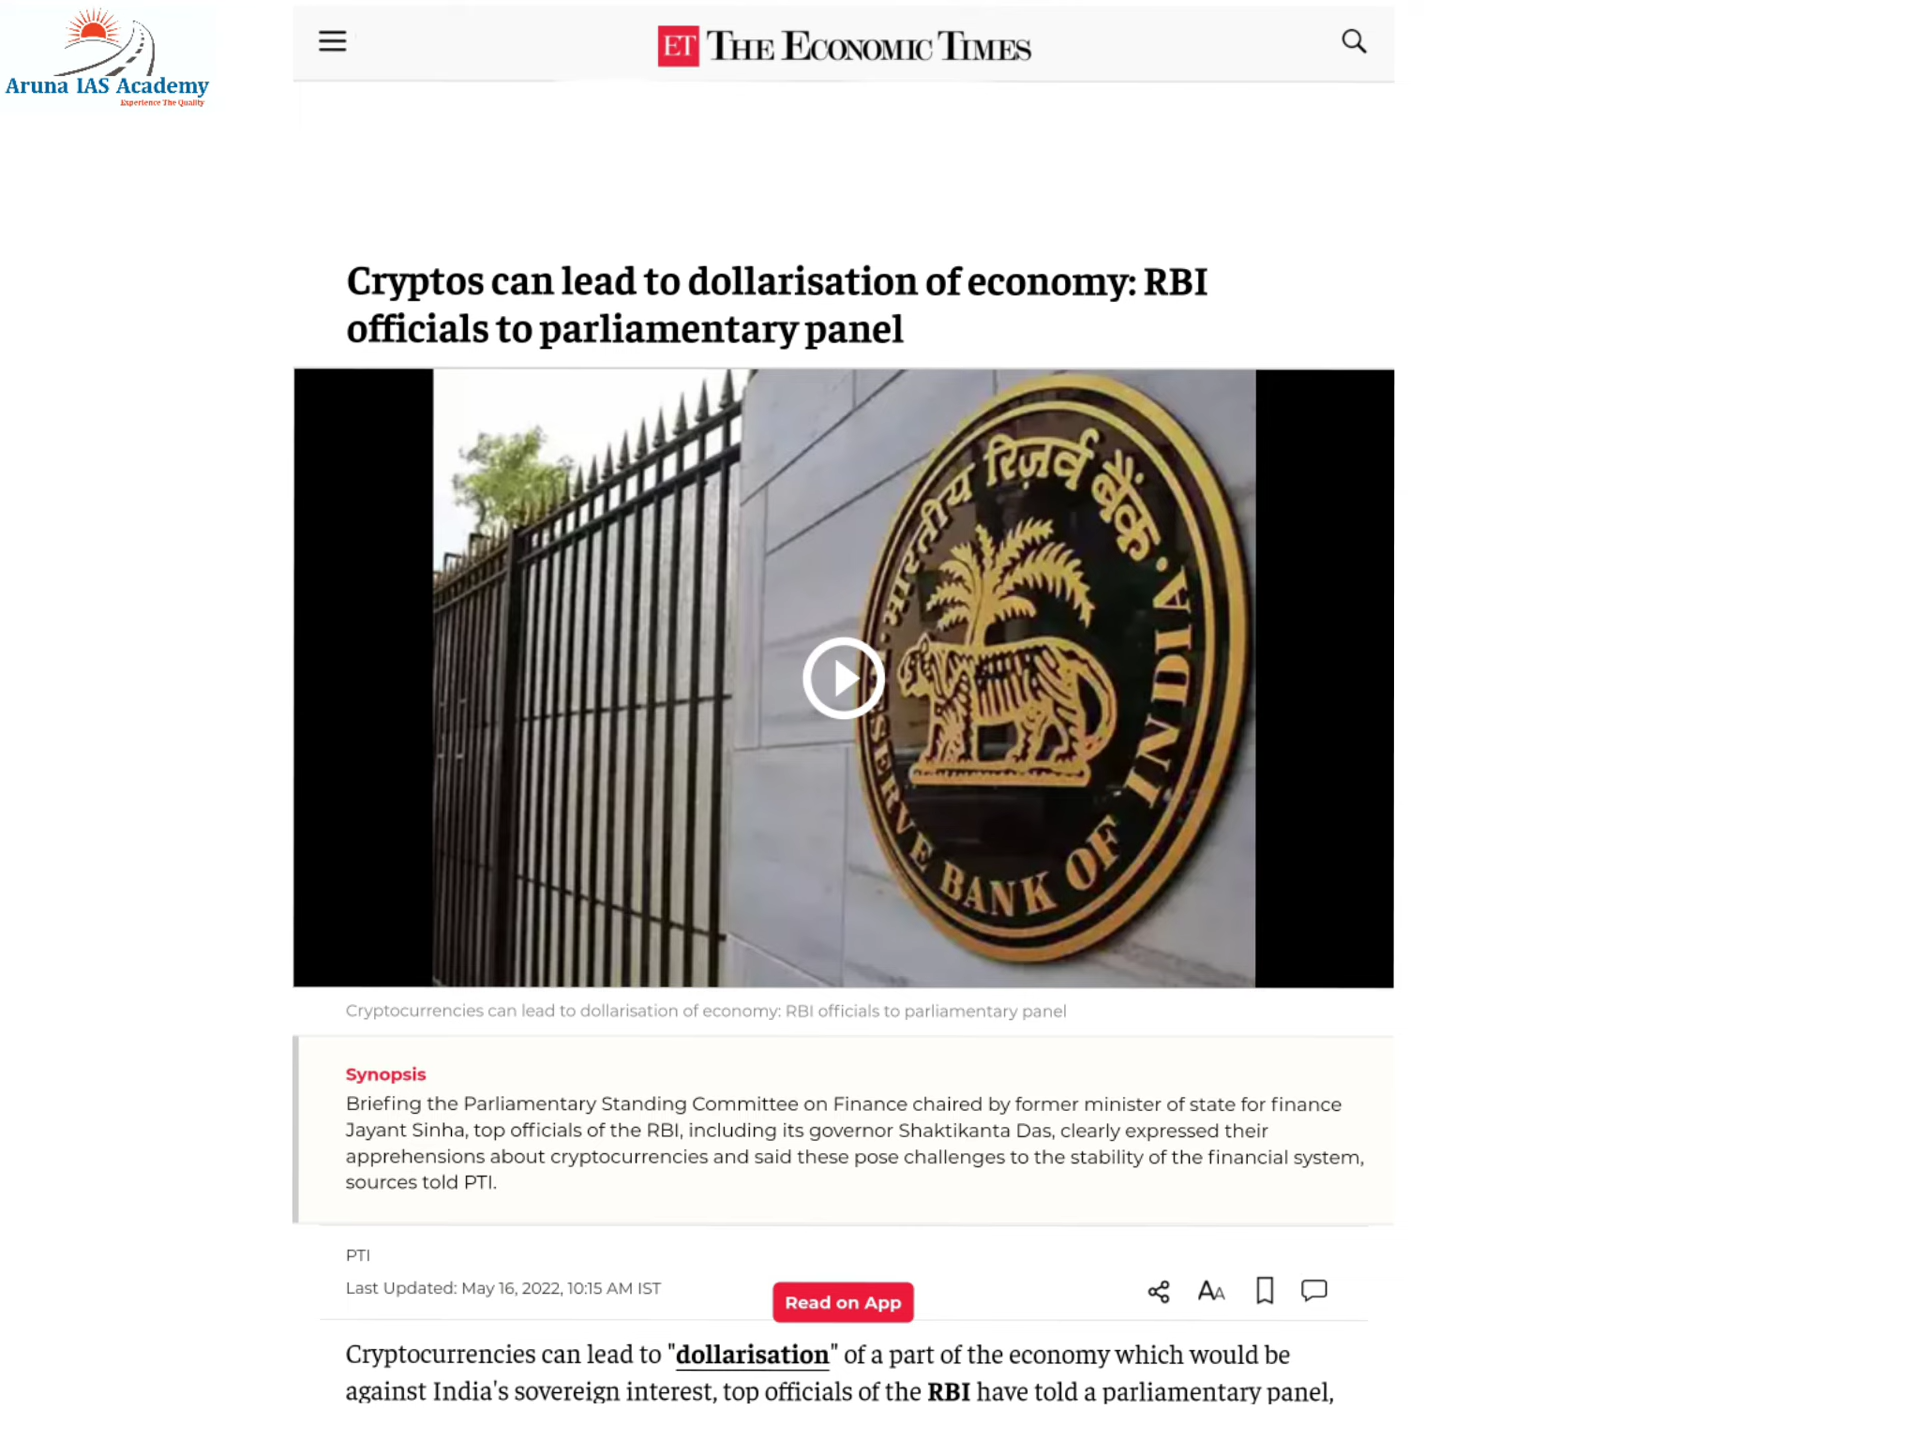 Aruna IAS Academy
Experience The Quality
ET THE ECONOMIC TIMES
Cryptos can lead to dollarisation of economy: RBI
officials to parliamentary panel
भारतीय रिज़र्व बैंक
RESERVE BANK OF INDIA
Cryptocurrencies can lead to dollarisation of economy: RBI officials to parliamentary panel
Synopsis
Briefing the Parliamentary Standing Committee on Finance chaired by former minister of state for finance
Jayant Sinha, top officials of the RBI, including its governor Shaktikanta Das, clearly expressed their
apprehensions about cryptocurrencies and said these pose challenges to the stability of the financial system,
sources told PTI.
PTI
Last Updated: May 16, 2022, 10:15 AM IST
Read on App
AA
Cryptocurrencies can lead to "dollarisation" of a part of the economy which would be
against India's sovereign interest, top officials of the RBI have told a parliamentary panel,